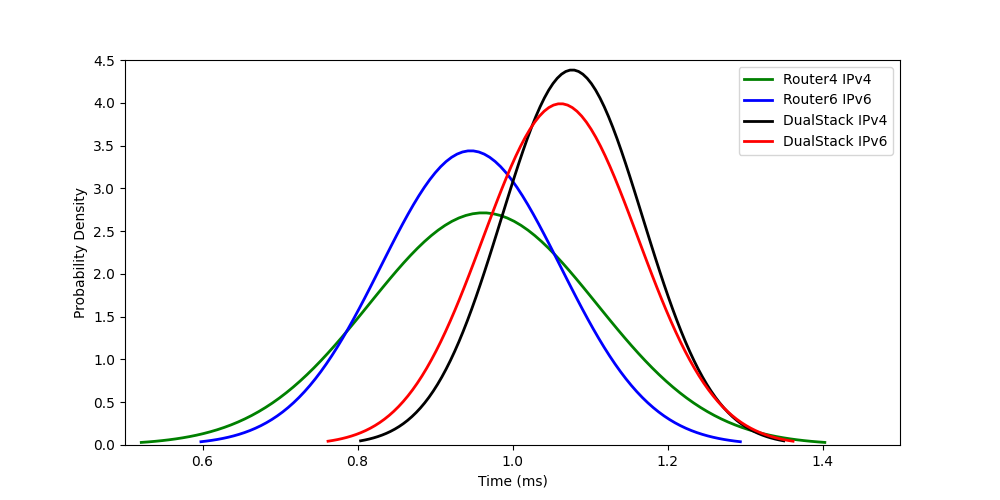 4.5
4.0
3.5
3.0
2.5
2.0
1.5
1.0
0.5
0.0
Probability Density
0.6 0.8 1.0 1.2 1.4
Time (ms)
Router4 IPv4
Router6 IPv6
DualStack IPv4
DualStack IPv6